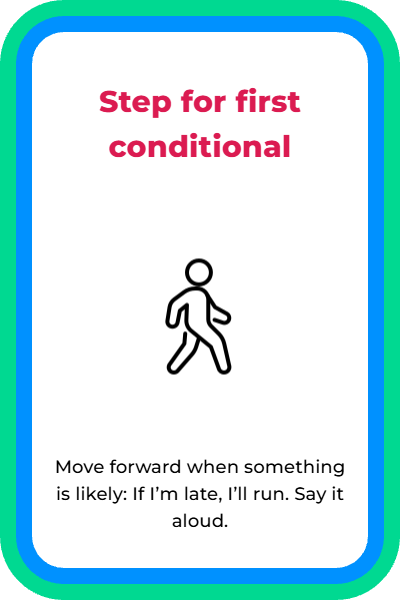 Step for first
conditional
Move forward when something
is likely: If I’m late, I’ll run. Say it
aloud.